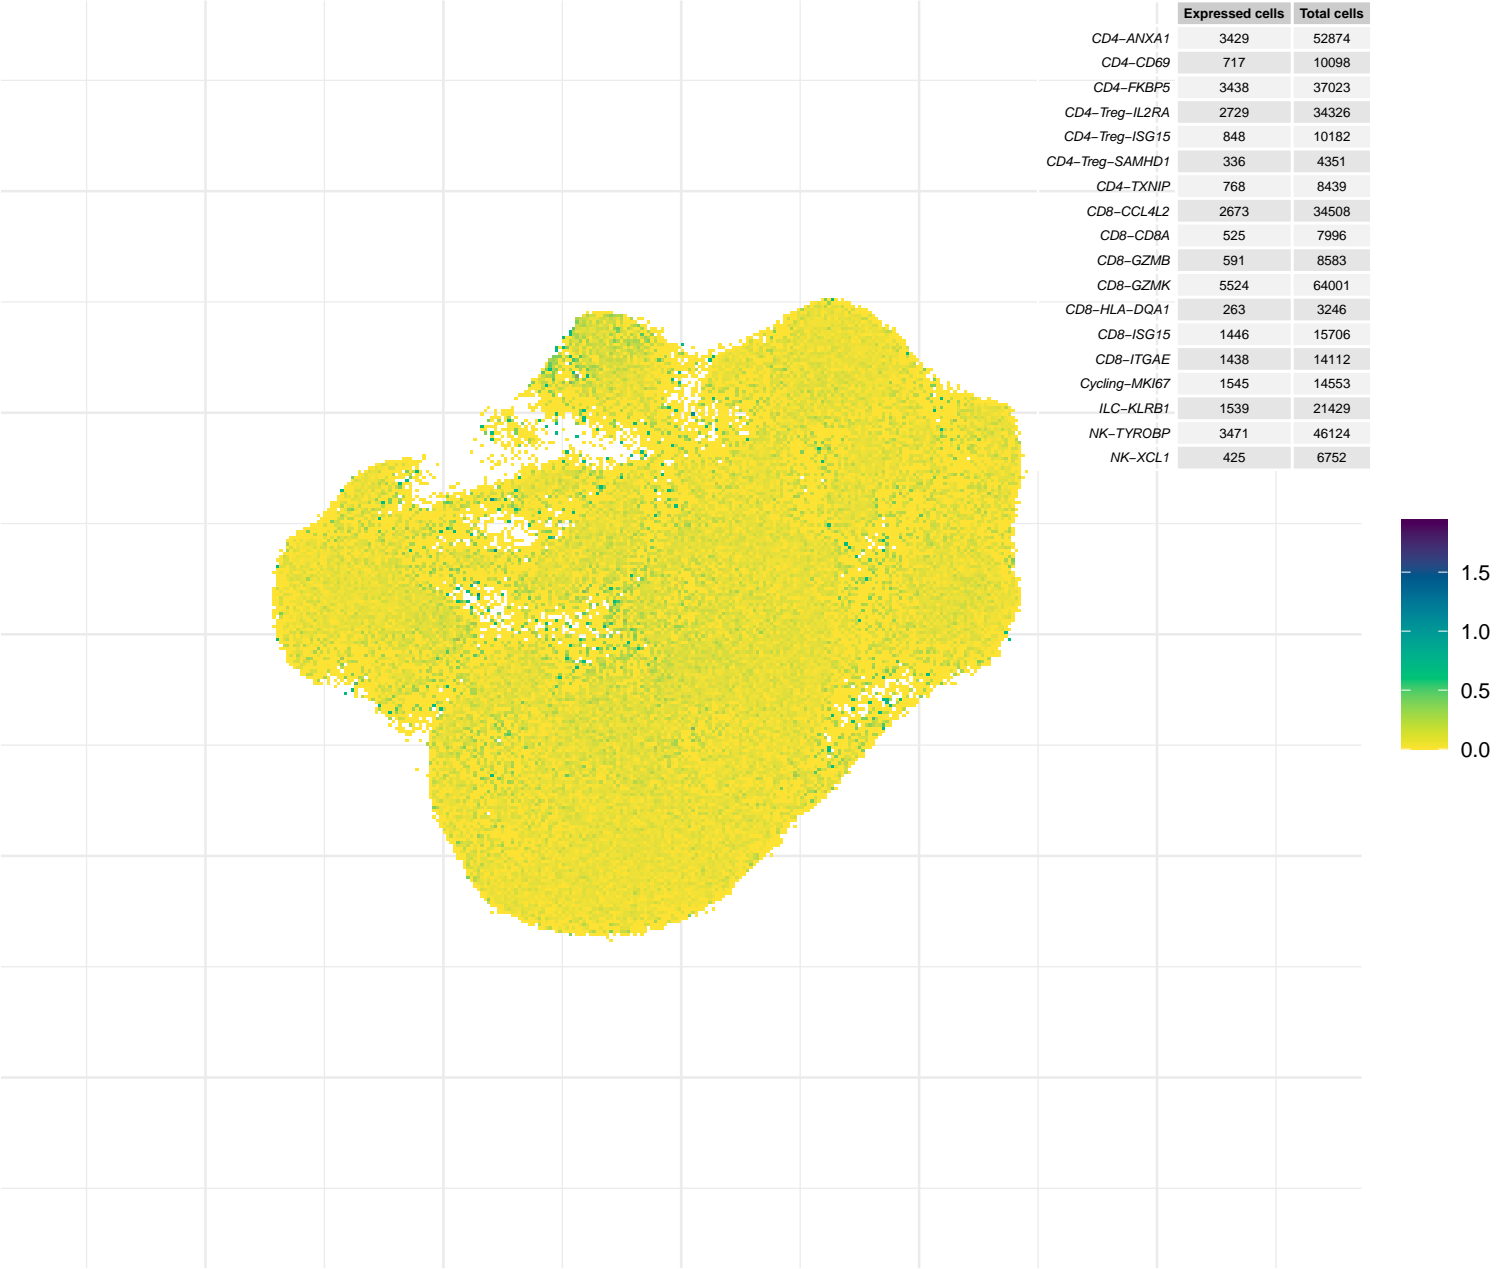 Expressed cells Total cells
CD4−ANXA1 3429 52874
CD4−CD69 717 10098
CD4−FKBP5 3438 37023
CD4−Treg−IL2RA 2729 34326
CD4−Treg−ISG15 848 10182
CD4−Treg−SAMHD1 336 4351
CD4−TXNIP 768 8439
CD8−CCL4L2 2673 34508
CD8−CD8A 525 7996
CD8−GZMB 591 8583
CD8−GZMK 5524 64001
CD8−HLA−DQA1 263 3246
CD8−ISG15 1446 15706
CD8−ITGAE 1438 14112
Cycling−MKI67 1545 14553
ILC−KLRB1 1539 21429
NK−TYROBP 3471 46124
NK−XCL1 425 6752
1.5
1.0
0.5
0.0